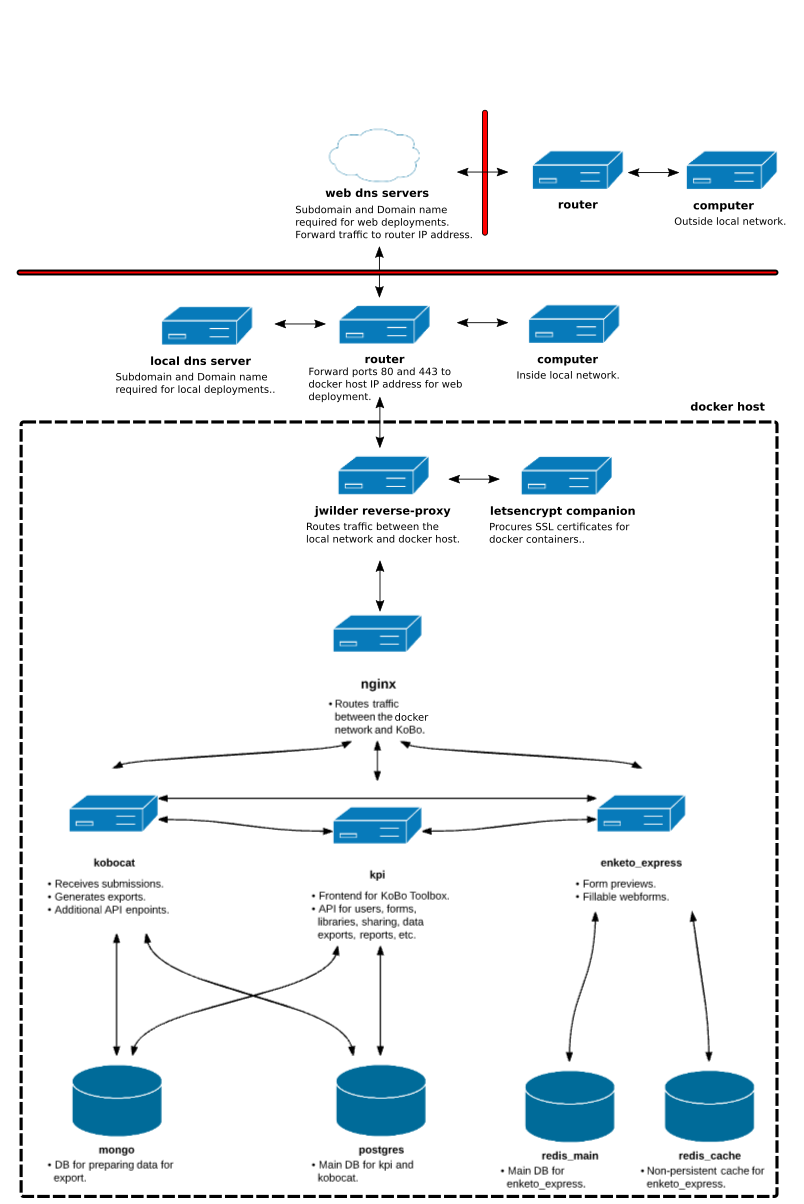 web dns servers
Subdomain and Domain name
required for web deployments.
Forward traffic to router IP address.
router
computer
Outside local network.
local dns server
Subdomain and Domain name
required for local deployments..
router
Forward ports 80 and 443 to
docker host IP address for web
deployment.
computer
Inside local network.
docker host
jwilder reverse-proxy
Routes traffic between the
local network and docker host.
letsencrypt companion
Procures SSL certificates for
docker containers..
nginx
• Routes traffic
between the docker
network and KoBo.
kobocat
• Receives submissions.
• Generates exports.
• Additional API enpoints.
kpi
• Frontend for KoBo Toolbox.
• API for users, forms,
libraries, sharing, data
exports, reports, etc.
enketo_express
• Form previews.
• Fillable webforms.
mongo
• DB for preparing data for
export.
postgres
• Main DB for kpi and
kobocat.
redis_main
• Main DB for
enketo_express.
redis_cache
• Non-persistent cache for
enketo_express.